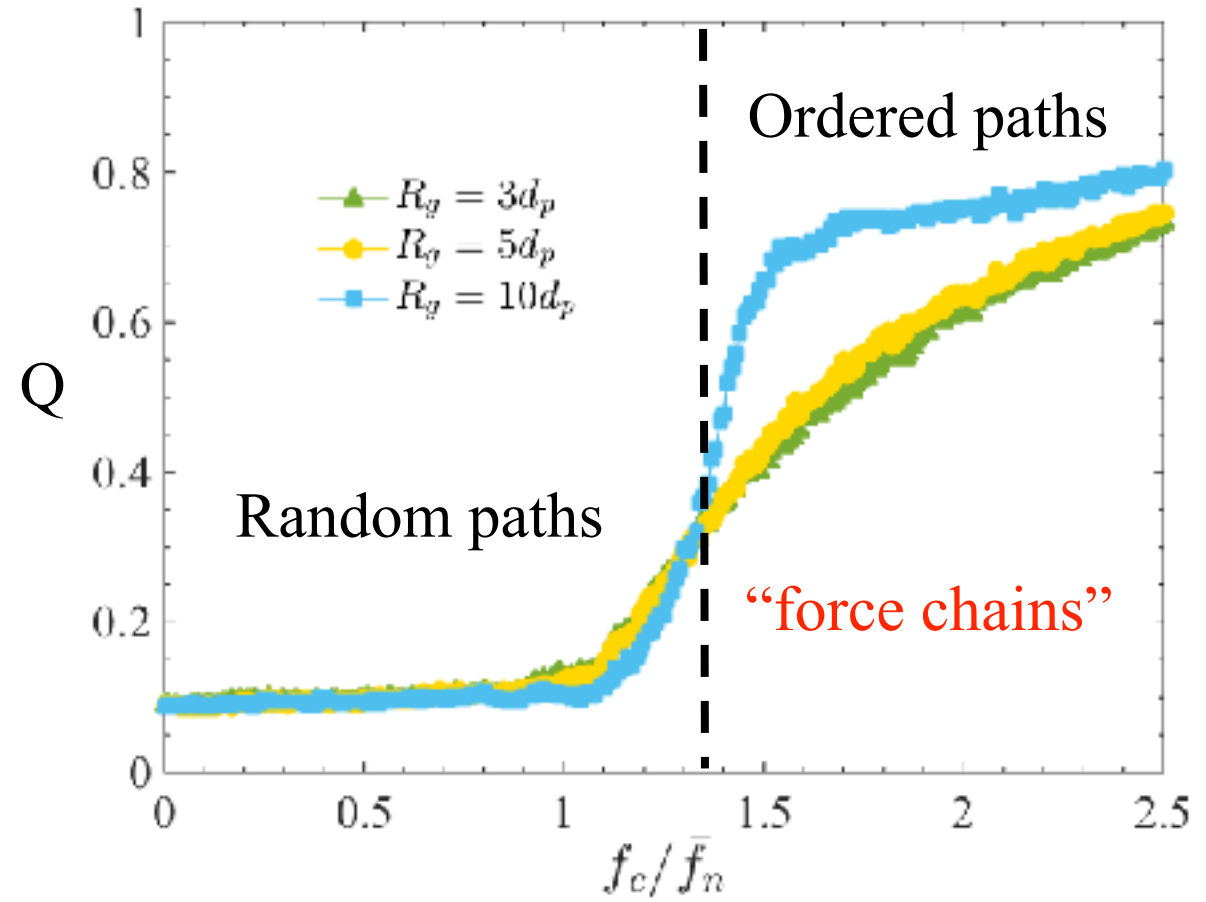 1
Ordered paths
0.8
R_g = 3d_p
R_g = 5d_p
R_g = 10d_p
0.6
Q
0.4
Random paths
“force chains”
0.2
0
0 0.5 1 1.5 2 2.5
f_c/f̄_n